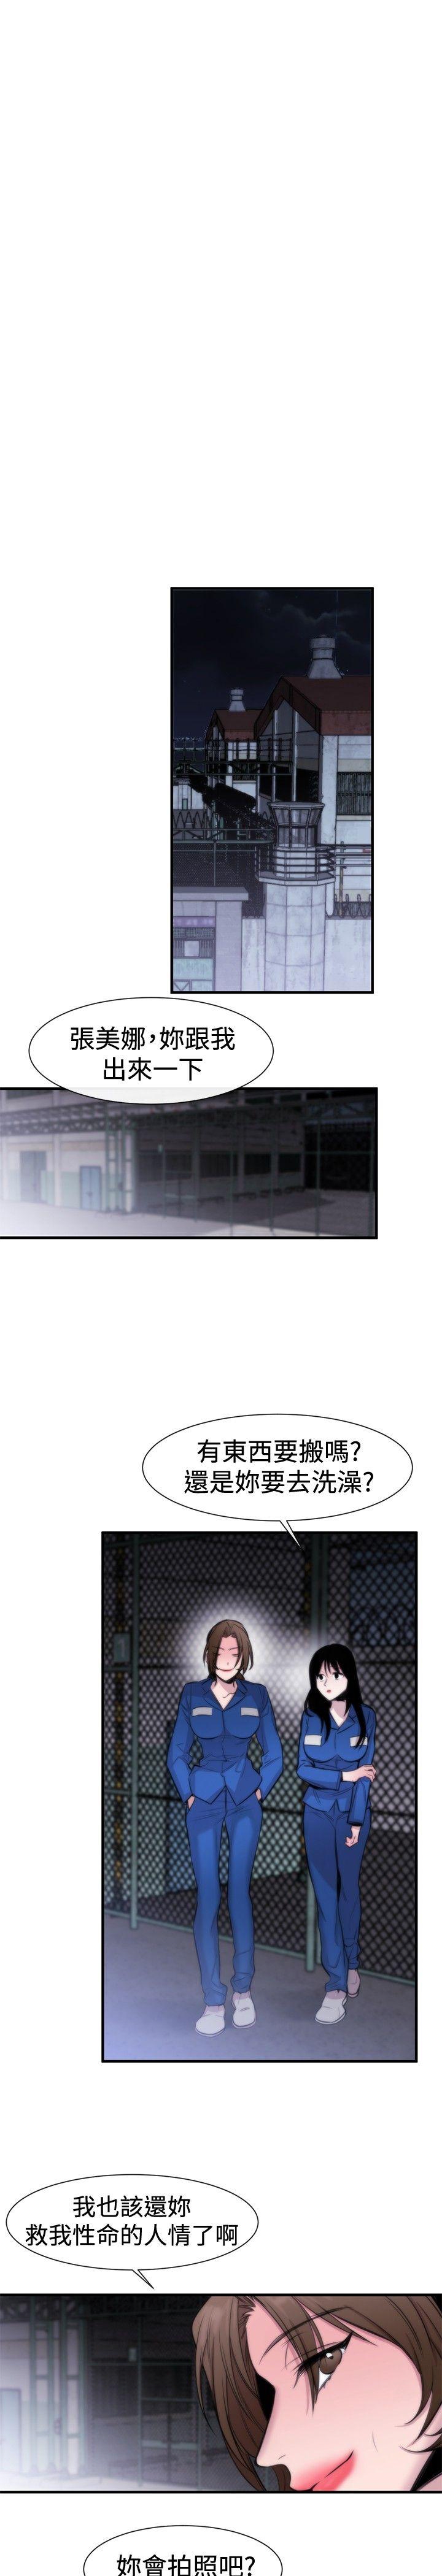 張美娜，妳跟我
出來一下
有東西要搬嗎?
還是妳要去洗澡?
我也該還妳
救我性命的人情了啊
妳會拍照吧?